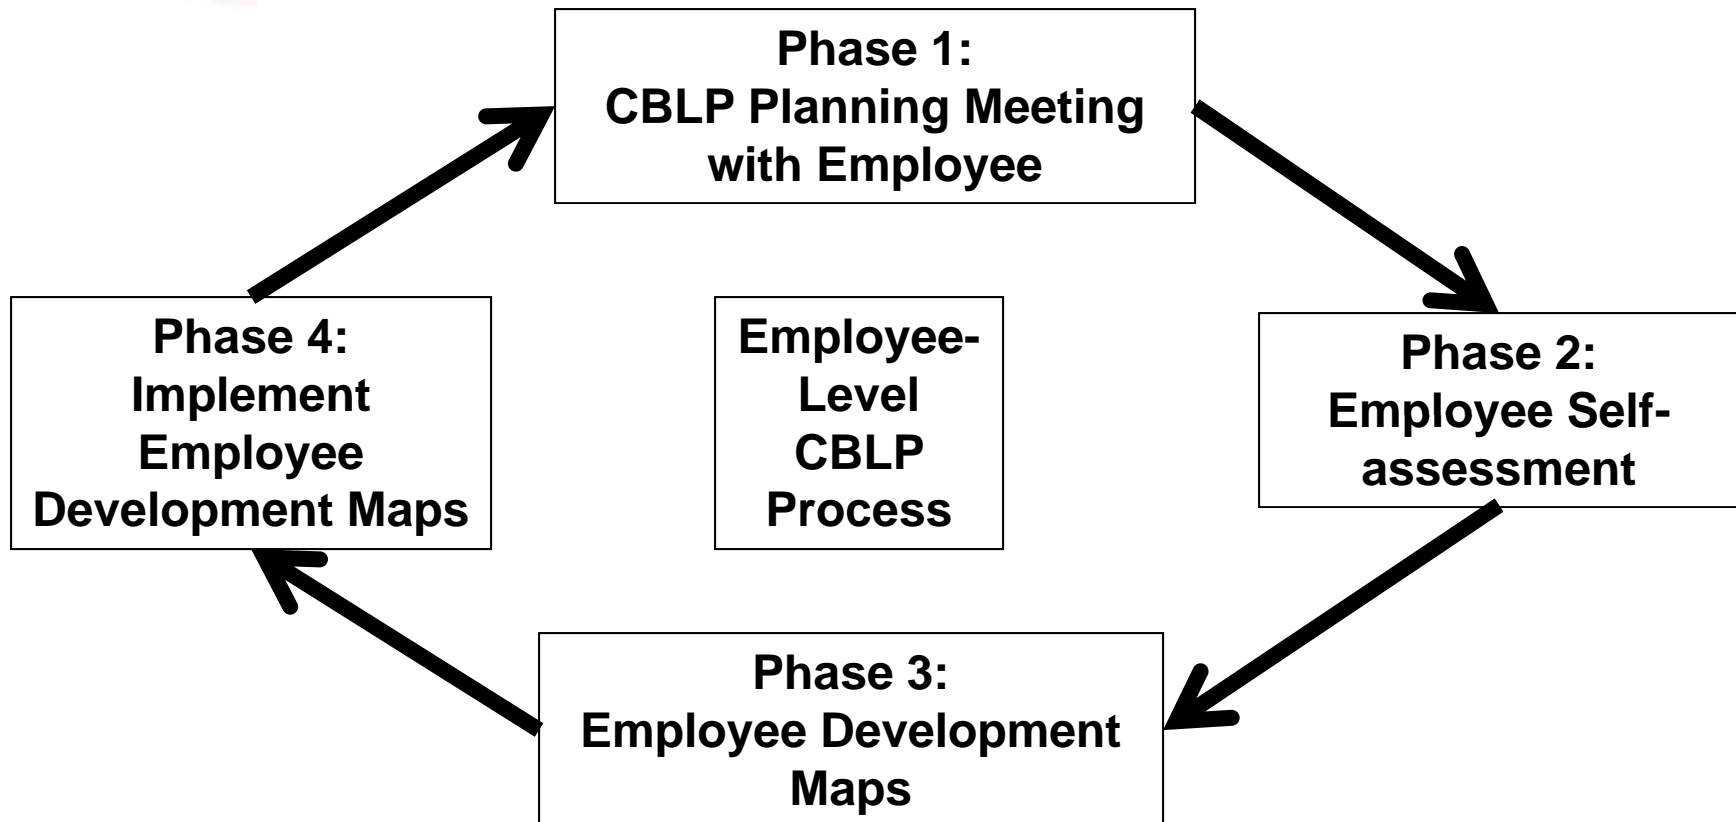 Phase 1:
CBLP Planning Meeting
with Employee
Phase 4:
Implement
Employee
Development Maps
Employee-
Level
CBLP
Process
Phase 2:
Employee Self-
assessment
Phase 3:
Employee Development
Maps